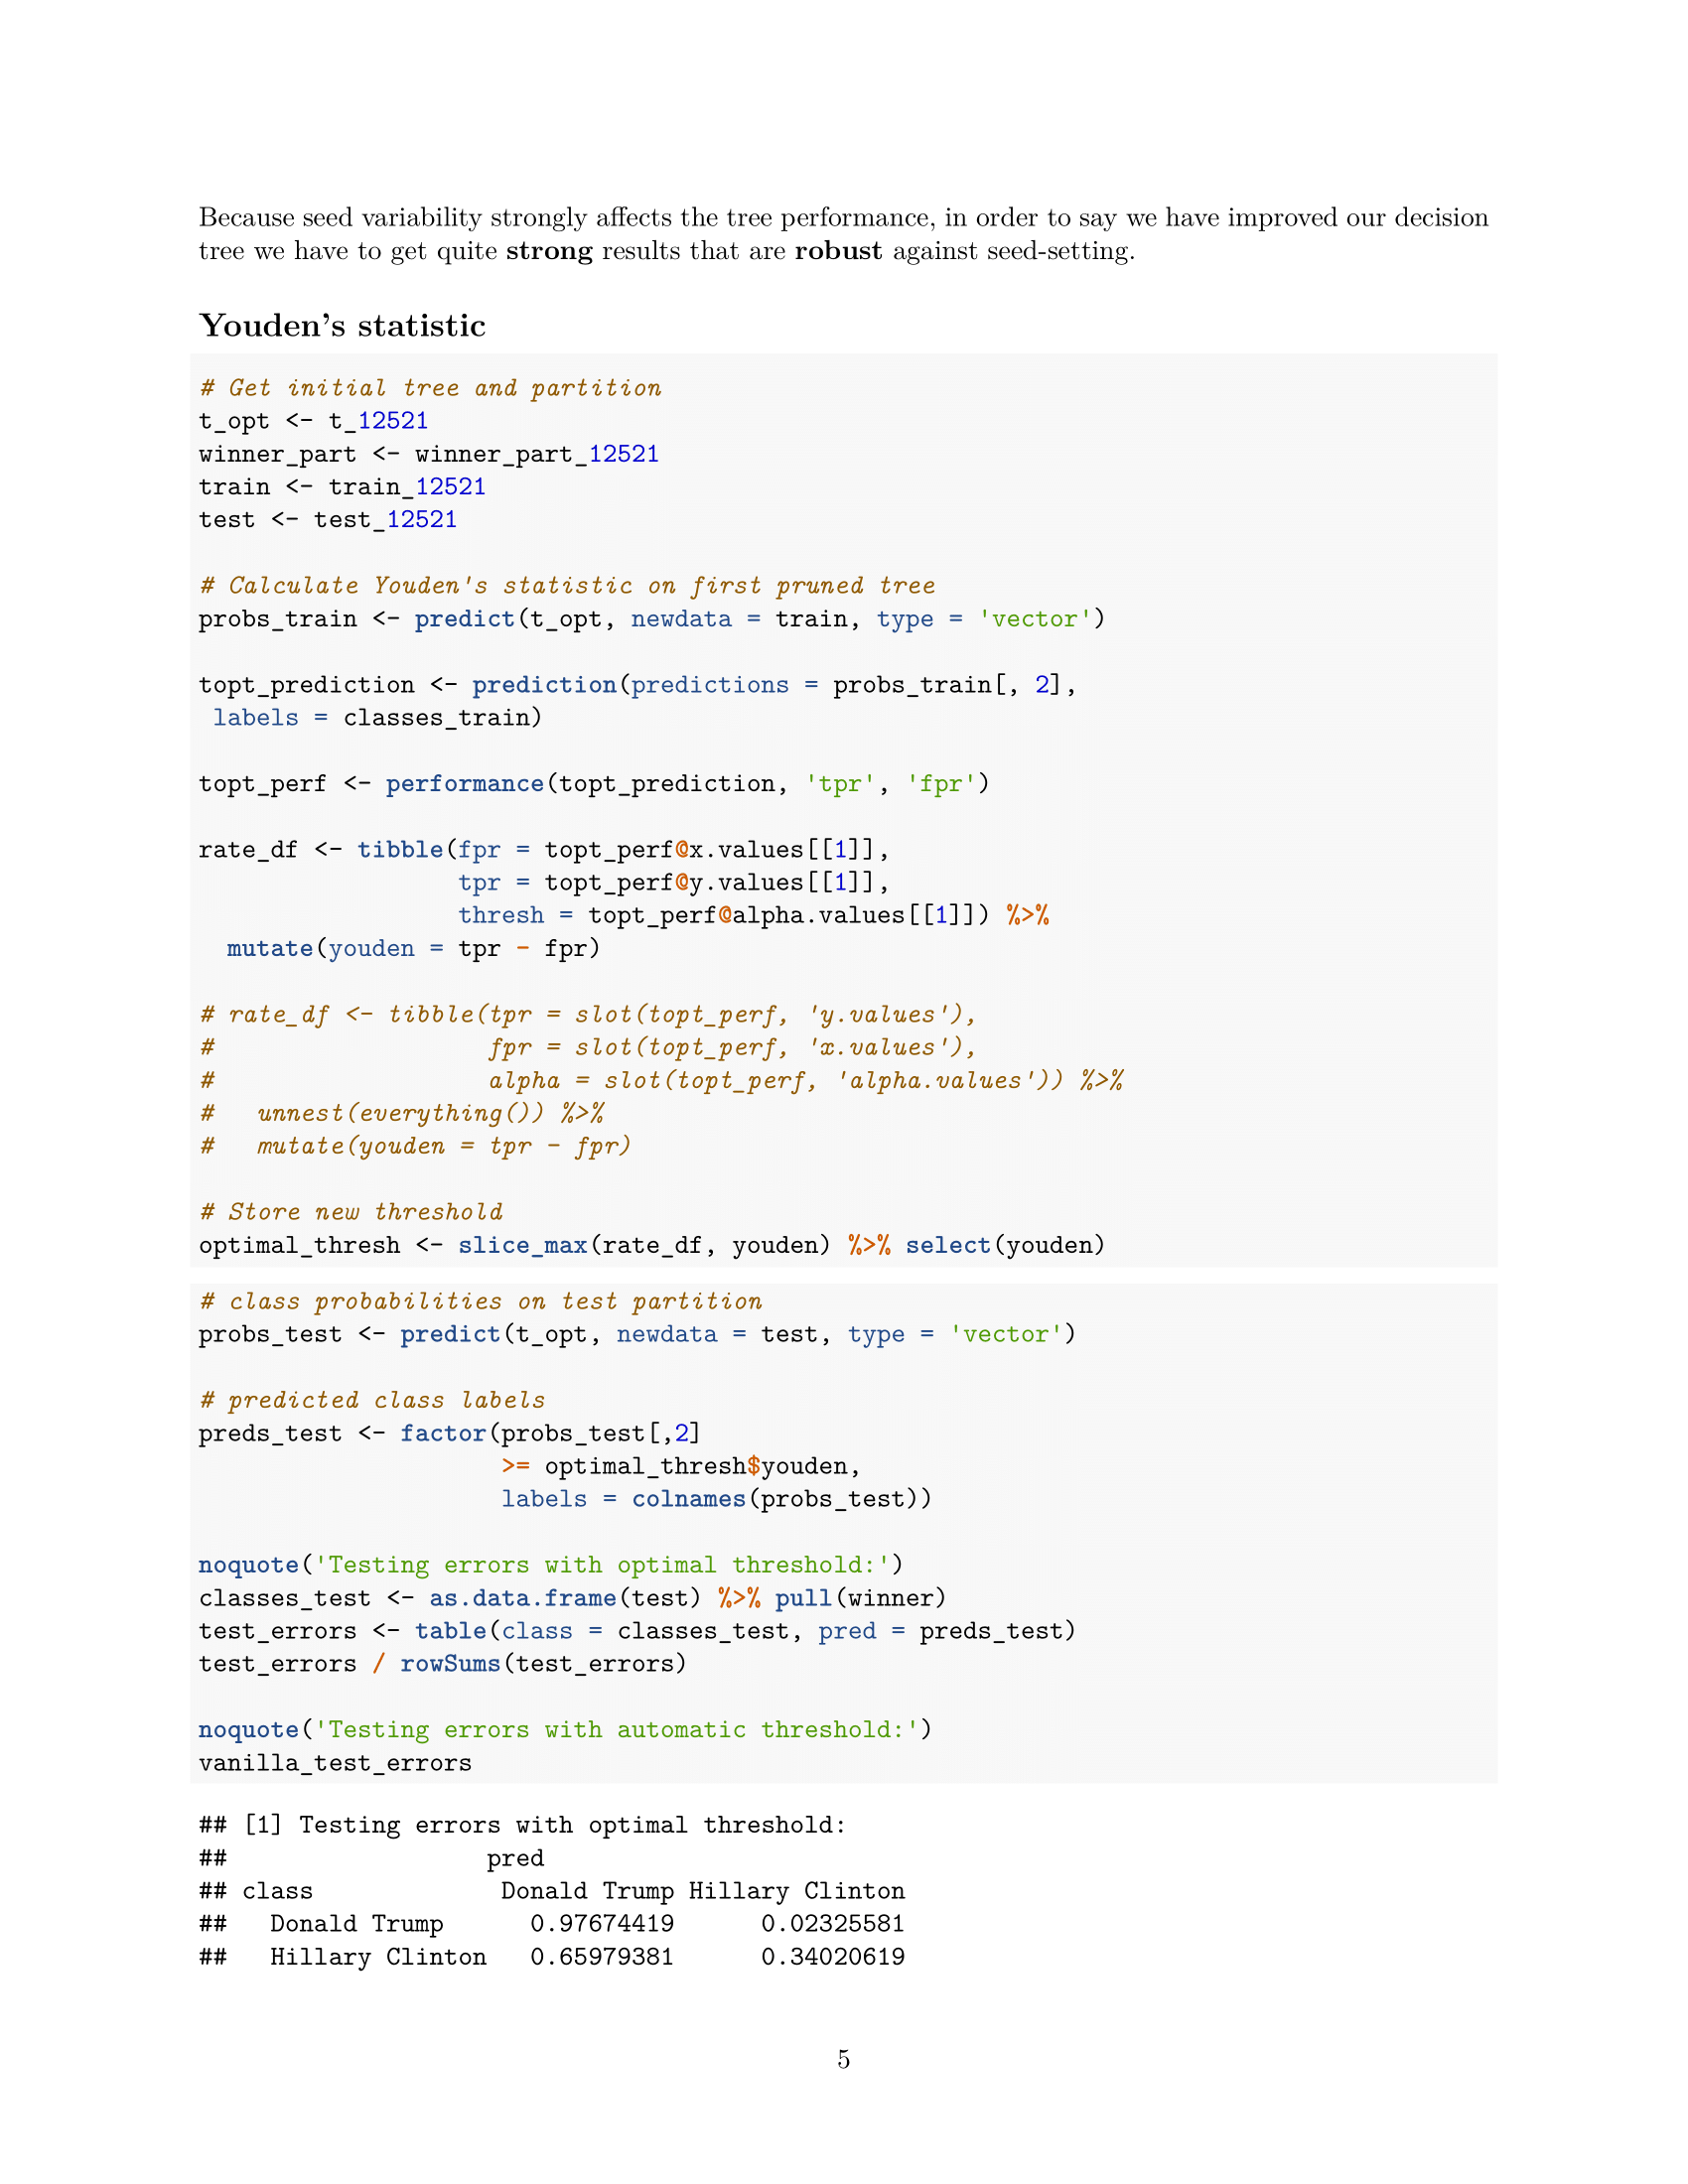 Because seed variability strongly affects the tree performance, in order to say we have improved our decision
tree we have to get quite strong results that are robust against seed-setting.
Youden's statistic
# Get initial tree and partition
t_opt <- t_12521
winner_part <- winner_part_12521
train <- train_12521
test <- test_12521
# Calculate Youden's statistic on first pruned tree
probs_train <- predict(t_opt, newdata = train, type = 'vector')
topt_prediction <- prediction(predictions = probs_train[, 2],
 labels = classes_train)
topt_perf <- performance(topt_prediction, 'tpr', 'fpr')
rate_df <- tibble(fpr = topt_perf@x.values[[1]],
                  tpr = topt_perf@y.values[[1]],
                  thresh = topt_perf@alpha.values[[1]]) %>%
  mutate(youden = tpr - fpr)
# rate_df <- tibble(tpr = slot(topt_perf, 'y.values'),
#                   fpr = slot(topt_perf, 'x.values'),
#                   alpha = slot(topt_perf, 'alpha.values')) %>%
#   unnest(everything()) %>%
#   mutate(youden = tpr - fpr)
# Store new threshold
optimal_thresh <- slice_max(rate_df, youden) %>% select(youden)
# class probabilities on test partition
probs_test <- predict(t_opt, newdata = test, type = 'vector')
# predicted class labels
preds_test <- factor(probs_test[,2]
                     >= optimal_thresh$youden,
                     labels = colnames(probs_test))
noquote('Testing errors with optimal threshold:')
classes_test <- as.data.frame(test) %>% pull(winner)
test_errors <- table(class = classes_test, pred = preds_test)
test_errors / rowSums(test_errors)
noquote('Testing errors with automatic threshold:')
vanilla_test_errors
## [1] Testing errors with optimal threshold:
##                  pred
## class             Donald Trump Hillary Clinton
##   Donald Trump      0.97674419      0.02325581
##   Hillary Clinton   0.65979381      0.34020619
5